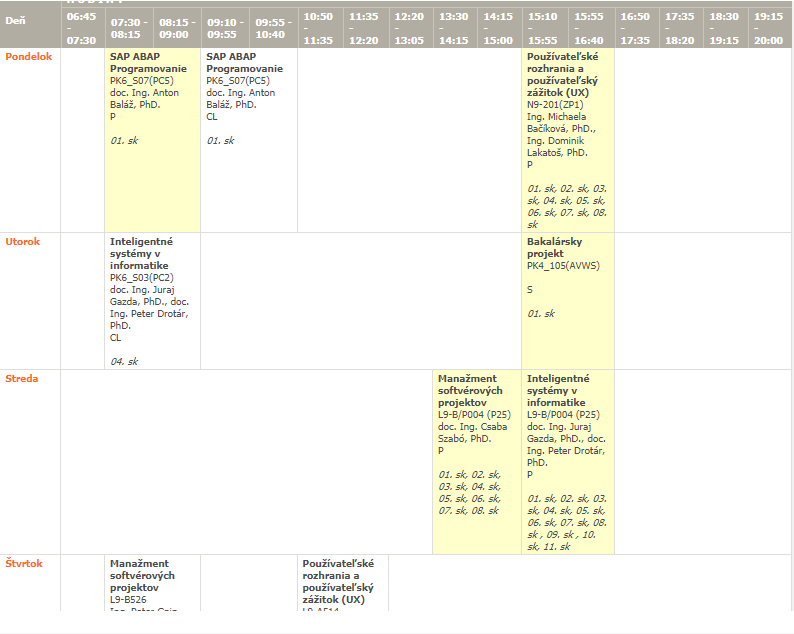 Deň
06:45 - 07:30
07:30 - 08:15
08:15 - 09:00
09:10 - 09:55
09:55 - 10:40
10:50 - 11:35
11:35 - 12:20
12:20 - 13:05
13:30 - 14:15
14:15 - 15:00
15:10 - 15:55
15:55 - 16:40
16:50 - 17:35
17:35 - 18:20
18:30 - 19:15
19:15 - 20:00
Pondelok
SAP ABAP
Programovanie
PK6_S07(PC5)
doc. Ing. Anton
Baláž, PhD.
P
01. sk
SAP ABAP
Programovanie
PK6_S07(PC5)
doc. Ing. Anton
Baláž, PhD.
CL
01. sk
Používateľské
rozhrania a
používateľský
zážitok (UX)
N9-201(ZP1)
Ing. Michaela
Bačíková, PhD.,
Ing. Dominik
Lakatoš, PhD.
P
01. sk, 02. sk, 03.
sk, 04. sk, 05. sk,
06. sk, 07. sk, 08.
sk
Utorok
Inteligentné
systémy v
informatike
PK6_S03(PC2)
doc. Ing. Juraj
Gazda, PhD., doc.
Ing. Peter Drotár,
PhD.
CL
04. sk
Bakalársky
projekt
PK4_105(AVWS)
S
01. sk
Streda
Manažment
softvérových
projektov
L9-B/P004 (P25)
doc. Ing. Csaba
Szabó, PhD.
P
01. sk, 02. sk,
03. sk, 04. sk,
05. sk, 06. sk,
07. sk, 08. sk
Inteligentné
systémy v
informatike
L9-B/P004 (P25)
doc. Ing. Juraj
Gazda, PhD., doc.
Ing. Peter Drotár,
PhD.
P
01. sk, 02. sk, 03.
sk, 04. sk, 05. sk,
06. sk, 07. sk, 08.
sk , 09. sk , 10.
sk, 11. sk
Štvrtok
Manažment
softvérových
projektov
L9-B526
Používateľské
rozhrania a
používateľský
zážitok (UX)